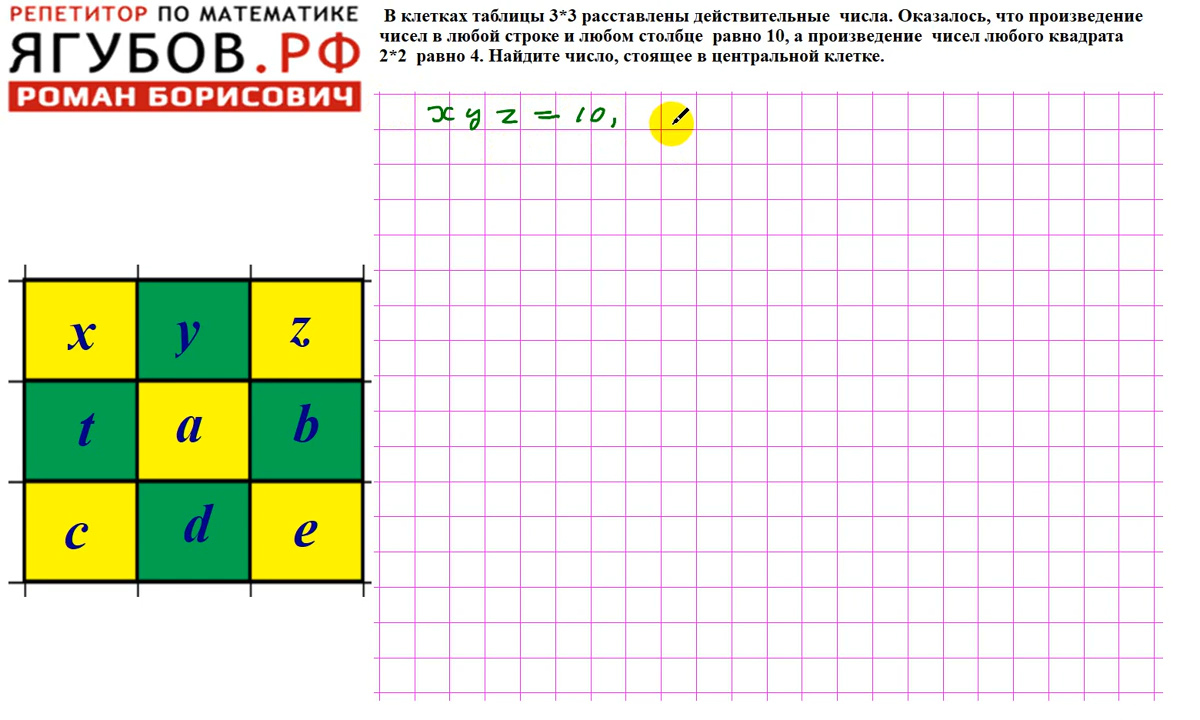 РЕПЕТИТОР ПО МАТЕМАТИКЕ
ЯГУБОВ.РФ
РОМАН БОРИСОВИЧ
В клетках таблицы 3*3 расставлены действительные числа. Оказалось, что произведение
чисел в любой строке и любом столбце равно 10, а произведение чисел любого квадрата
2*2 равно 4. Найдите число, стоящее в центральной клетке.
x y z = 10,
x y z
t a b
c d e